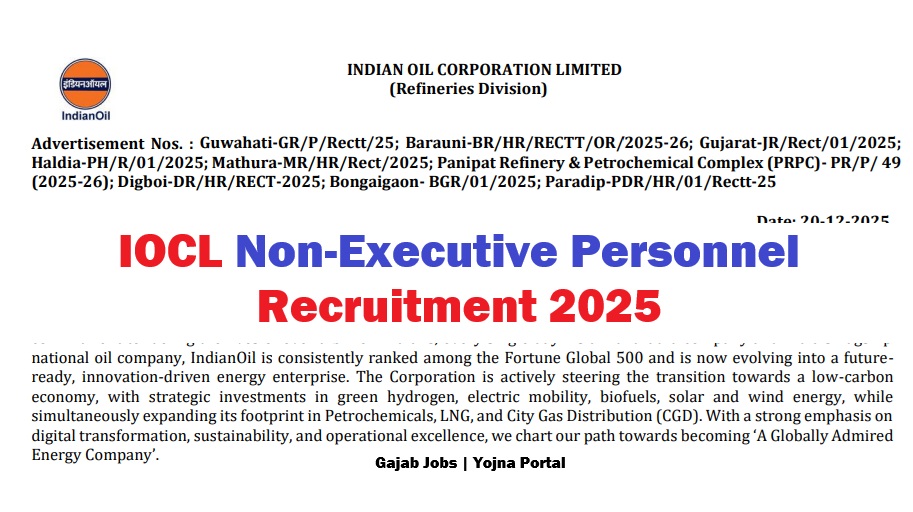 इंडियनऑयल
IndianOil
INDIAN OIL CORPORATION LIMITED
(Refineries Division)
Advertisement Nos. : Guwahati-GR/P/Rectt/25; Barauni-BR/HR/RECTT/OR/2025-26; Gujarat-JR/Rect/01/2025;
Haldia-PH/R/01/2025; Mathura-MR/HR/Rect/2025; Panipat Refinery & Petrochemical Complex (PRPC)- PR/P/ 49
(2025-26); Digboi-DR/HR/RECT-2025; Bongaigaon- BGR/01/2025; Paradip-PDR/HR/01/Rectt-25
Date: 20-12-2025
IOCL Non-Executive Personnel
Recruitment 2025
national oil company, IndianOil is consistently ranked among the Fortune Global 500 and is now evolving into a future-
ready, innovation-driven energy enterprise. The Corporation is actively steering the transition towards a low-carbon
economy, with strategic investments in green hydrogen, electric mobility, biofuels, solar and wind energy, while
simultaneously expanding its footprint in Petrochemicals, LNG, and City Gas Distribution (CGD). With a strong emphasis on
digital transformation, sustainability, and operational excellence, we chart our path towards becoming ‘A Globally Admired
Energy Company’.
Gajab Jobs | Yojna Portal